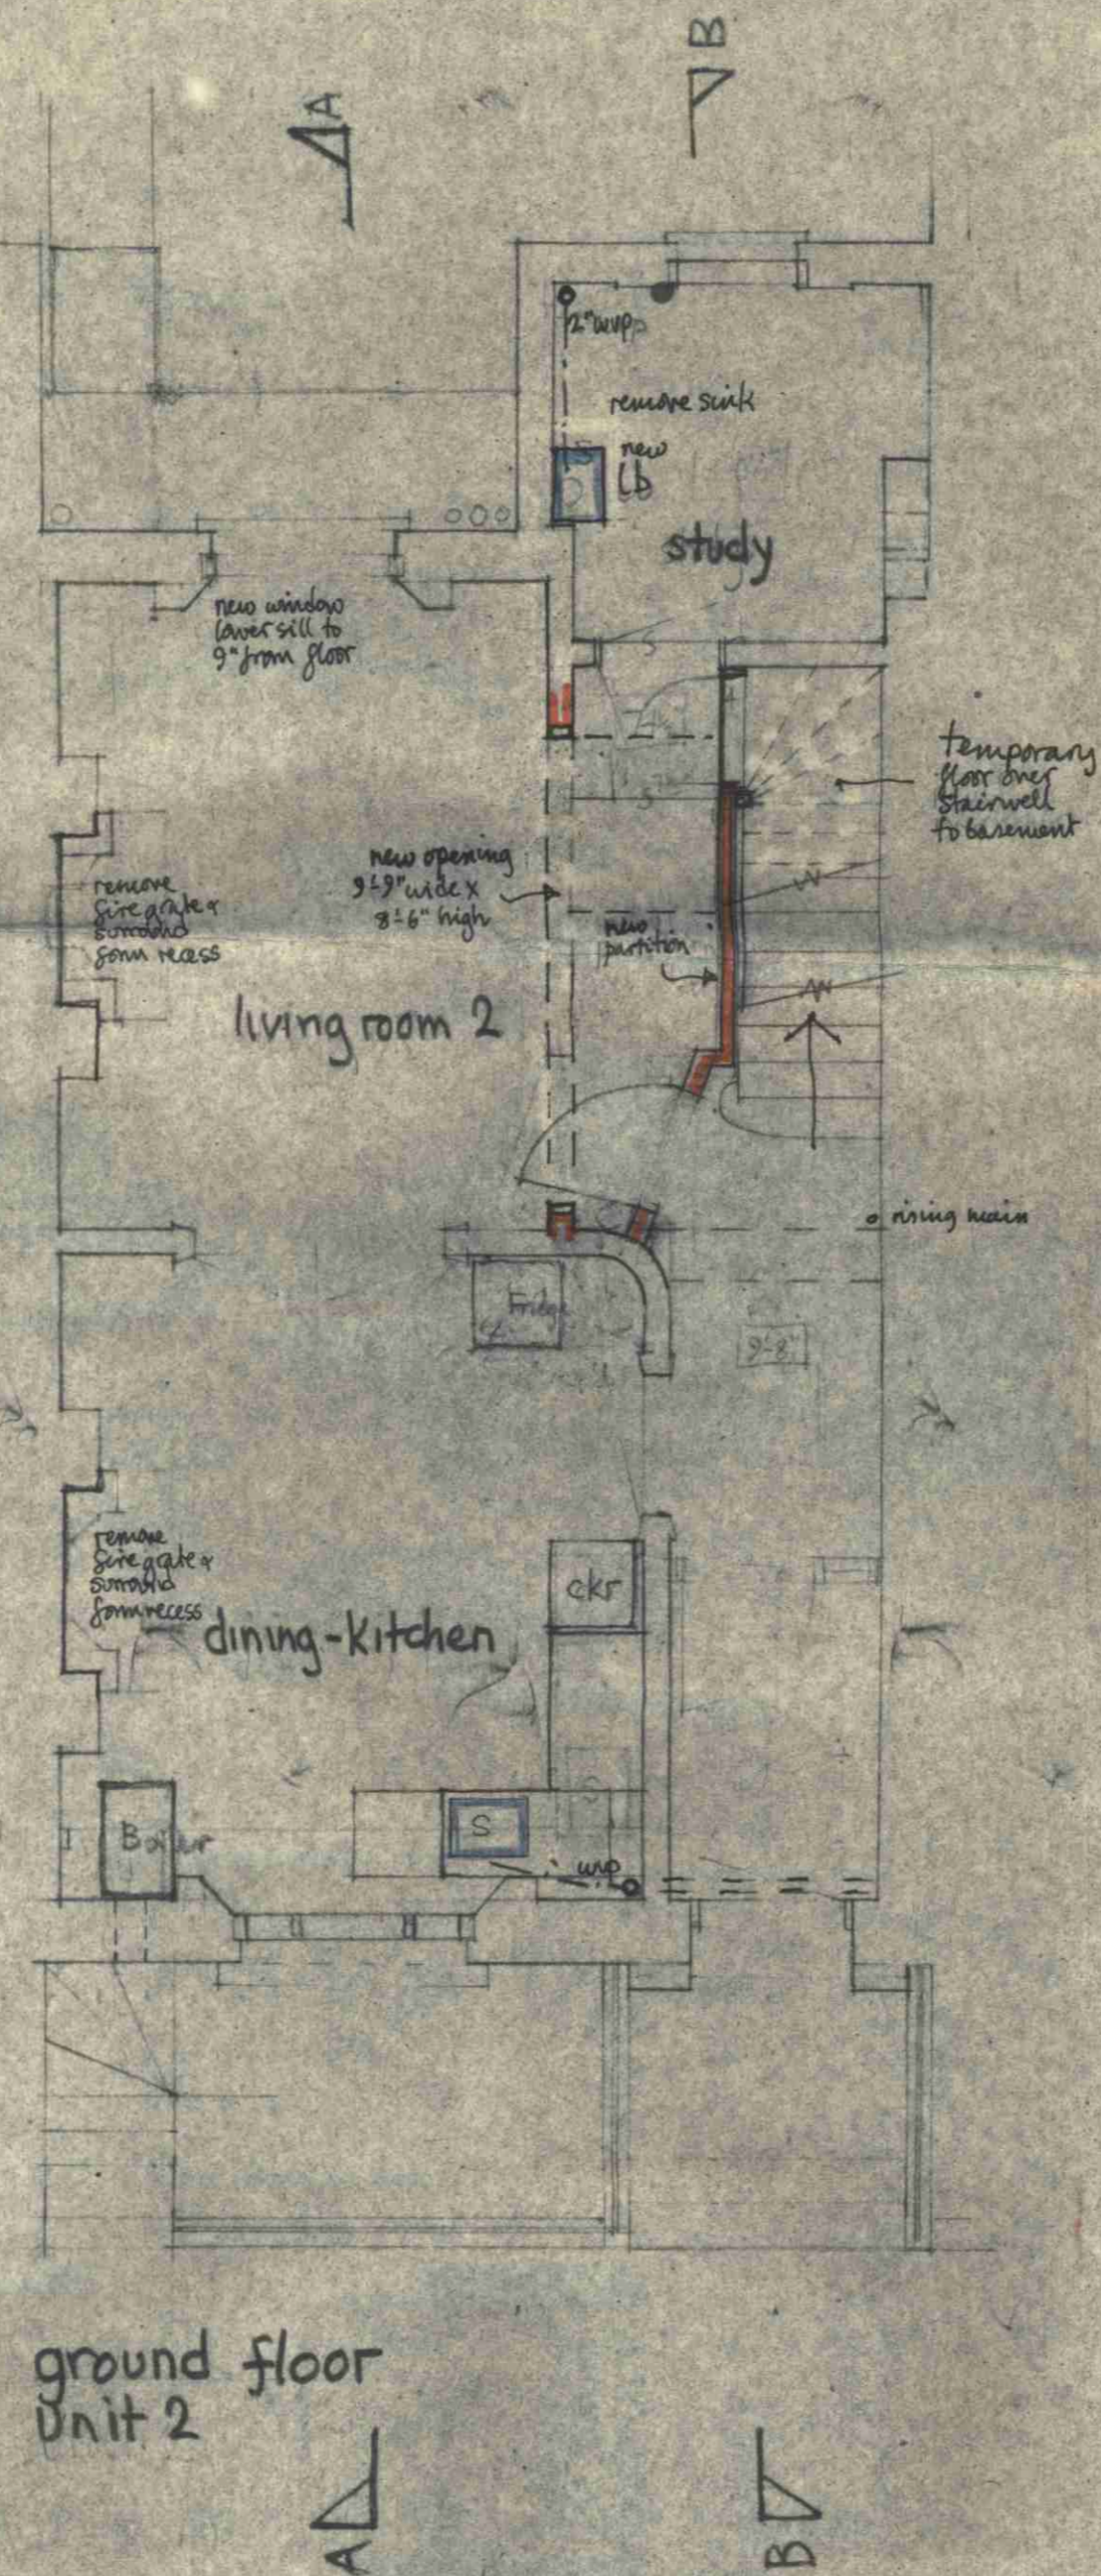 B
A
2"wvp
remove sink
new
Lb
study
new window
lower sill to
9" from floor
temporary
floor over
stairwell
to basement
new opening
9'-9" wide x
8'-6" high
remove
fire grate &
surround
form recess
new
partition
living room 2
rising main
Fridge
9'-8"
remove
fire grate &
surround
form recess
ckr
dining-kitchen
Boiler
S
wp
ground floor
Unit 2
A
B